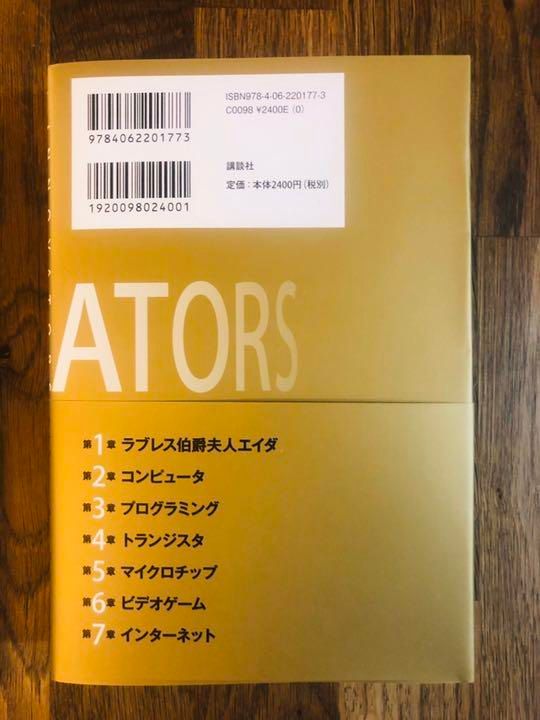 ISBN978-4-06-220177-3
C0098 ¥2400E (0)
9784062201773
講談社
定価：本体2400円（税別）
1920098024001
ATORS
第1章 ラブレス伯爵夫人エイダ
第2章 コンピュータ
第3章 プログラミング
第4章 トランジスタ
第5章 マイクロチップ
第6章 ビデオゲーム
第7章 インターネット